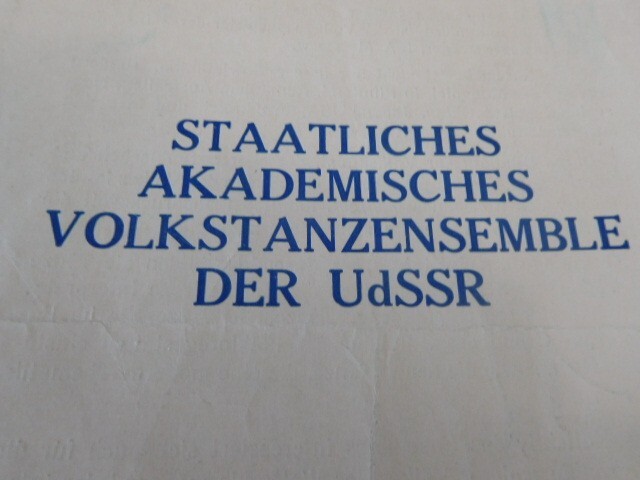 STAATLICHES
AKADEMISCHES
VOLKSTANZENSEMBLE
DER UdSSR